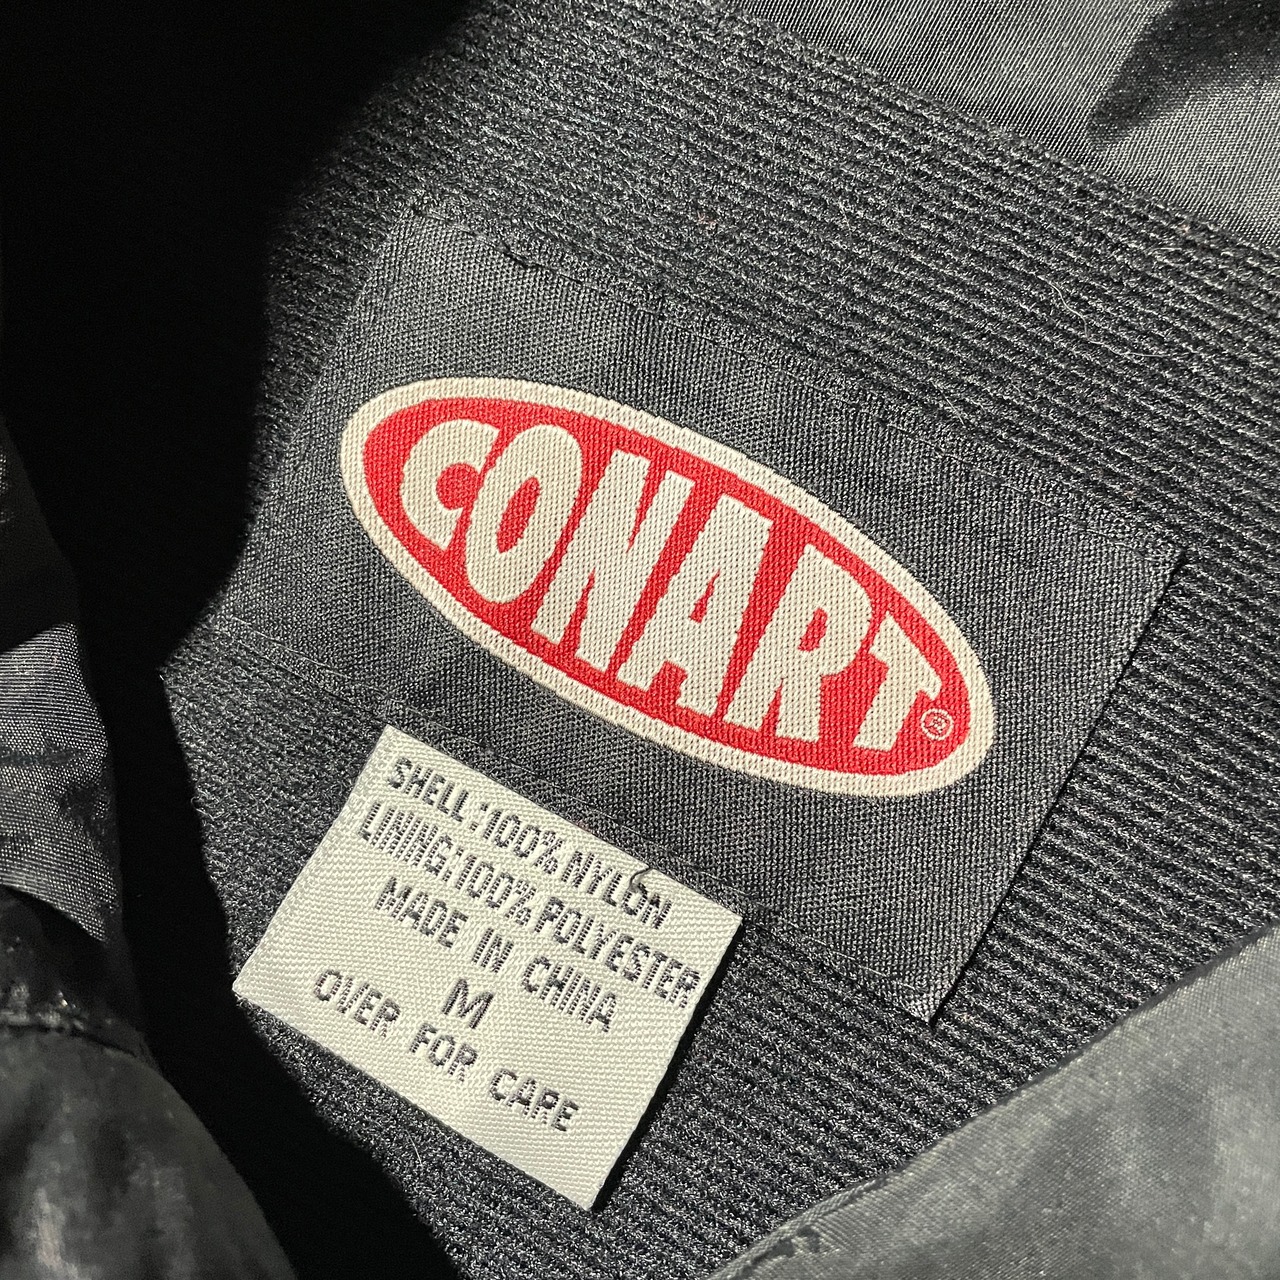 CONART®
SHELL:100% NYLON
LINING:100% POLYESTER
MADE IN CHINA
M
OVER FOR CARE